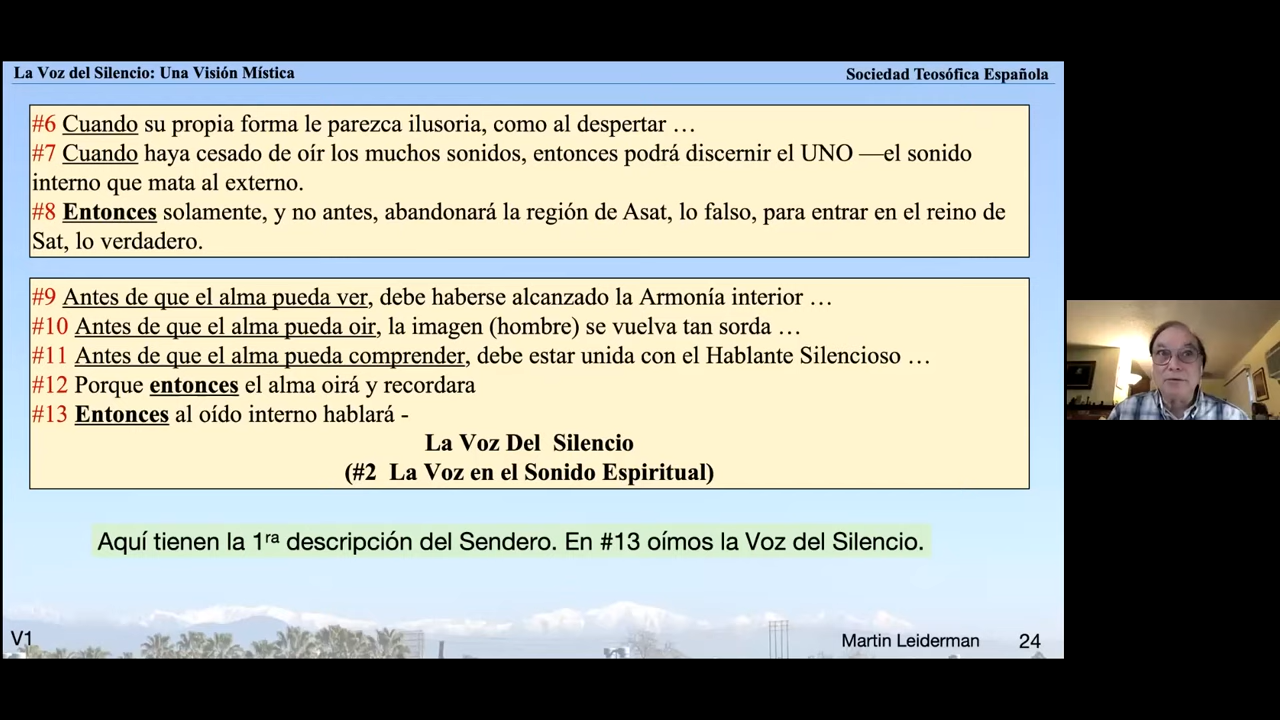 La Voz del Silencio: Una Visión Mística
Sociedad Teosófica Española
#6 Cuando su propia forma le parezca ilusoria, como al despertar …
#7 Cuando haya cesado de oír los muchos sonidos, entonces podrá discernir el UNO —el sonido
interno que mata al externo.
#8 Entonces solamente, y no antes, abandonará la región de Asat, lo falso, para entrar en el reino de
Sat, lo verdadero.
#9 Antes de que el alma pueda ver, debe haberse alcanzado la Armonía interior …
#10 Antes de que el alma pueda oir, la imagen (hombre) se vuelva tan sorda …
#11 Antes de que el alma pueda comprender, debe estar unida con el Hablante Silencioso …
#12 Porque entonces el alma oirá y recordara
#13 Entonces al oído interno hablará -
La Voz Del Silencio
(#2 La Voz en el Sonido Espiritual)
Aquí tienen la 1ra descripción del Sendero. En #13 oímos la Voz del Silencio.
V1
Martin Leiderman 24